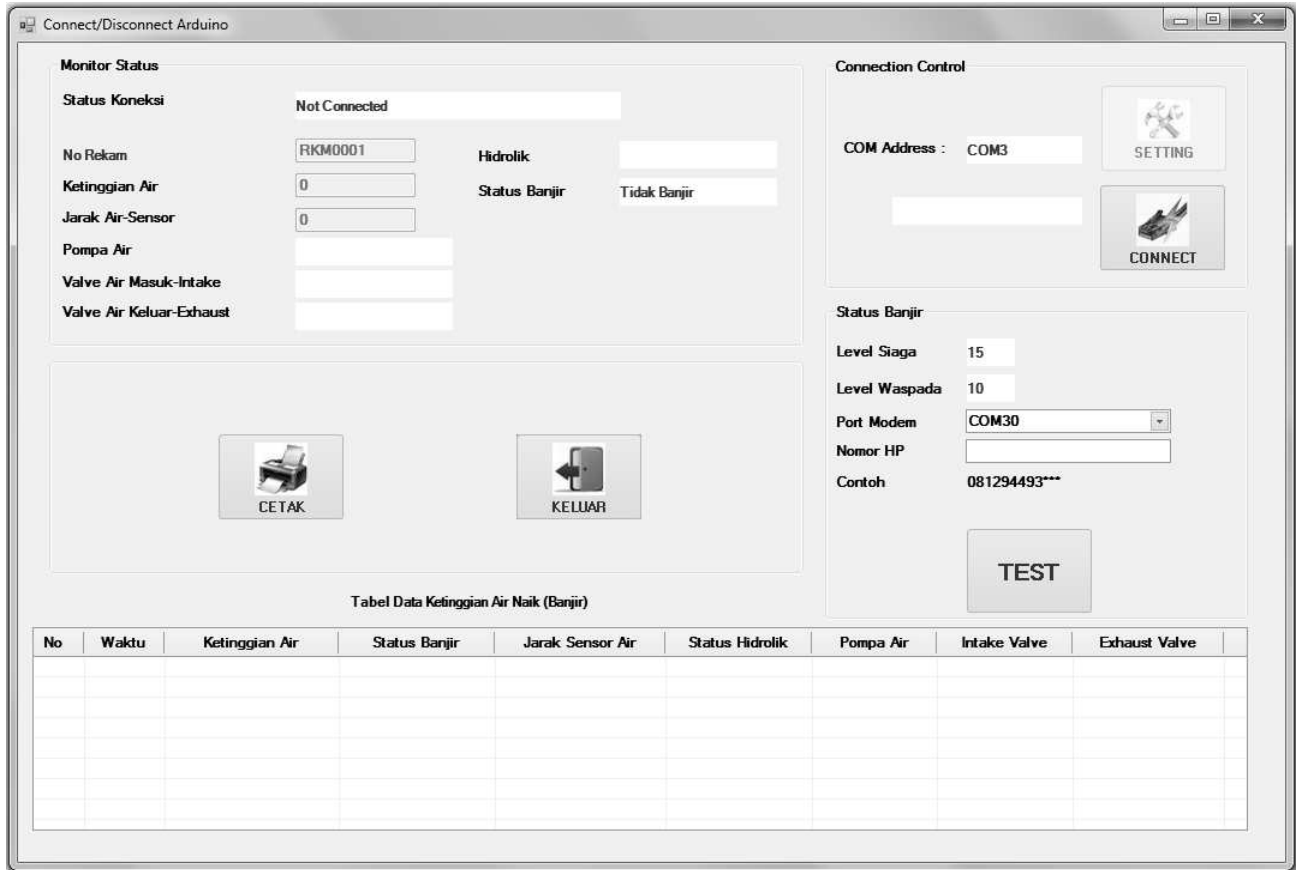 Connect/Disconnect Arduino
Monitor Status
Status Koneksi Not Connected
No Rekam RKM0001
Ketinggian Air 0
Jarak Air-Sensor 0
Pompa Air
Valve Air Masuk-Intake
Valve Air Keluar-Exhaust
Hidrolik
Status Banjir Tidak Banjir
Connection Control
COM Address : COM3
SETTING
CONNECT
Status Banjir
Level Siaga 15
Level Waspada 10
Port Modem COM30
Nomor HP
Contoh 081294493***
TEST
CETAK
KELUAR
Tabel Data Ketinggian Air Naik (Banjir)
No Waktu Ketinggian Air Status Banjir Jarak Sensor Air Status Hidrolik Pompa Air Intake Valve Exhaust Valve